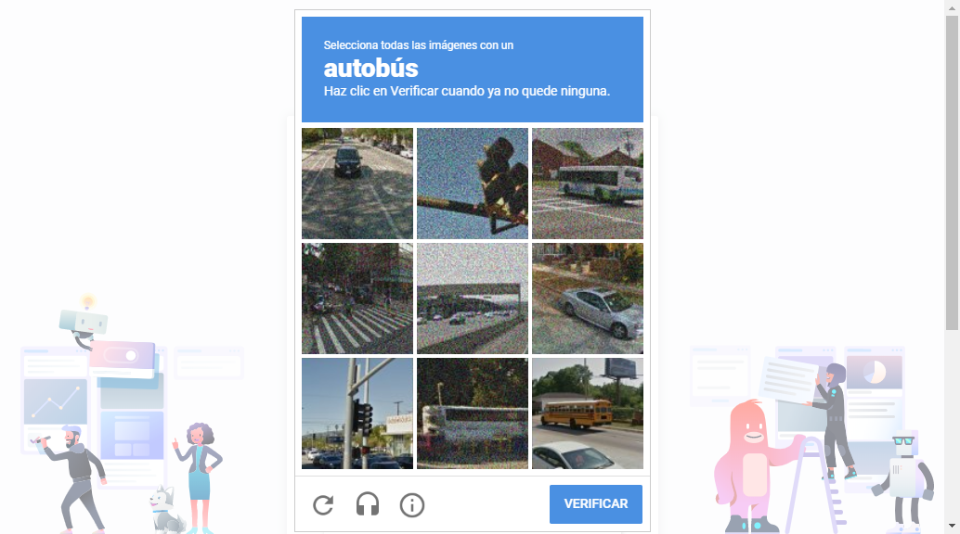 Selecciona todas las imágenes con un
autobús
Haz clic en Verificar cuando ya no quede ninguna.
VERIFICAR